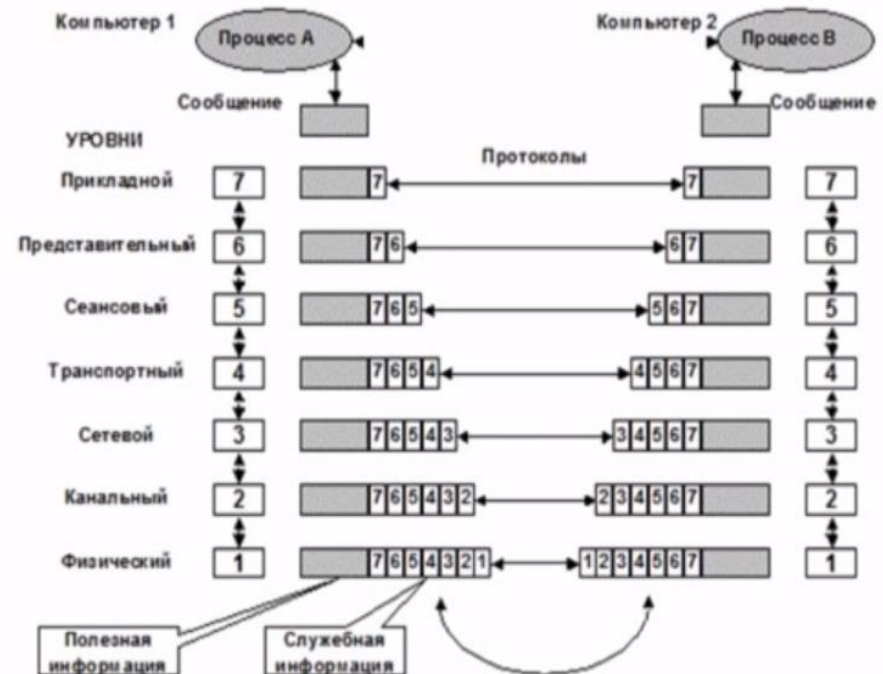 Компьютер 1
Процесс А
Компьютер 2
Процесс В
Сообщение
Сообщение
УРОВНИ
Протоколы
Прикладной 7 7 7 7
Представительный 6 7 6 6 7 6
Сеансовый 5 7 6 5 5 6 7 5
Транспортный 4 7 6 5 4 4 5 6 7 4
Сетевой 3 7 6 5 4 3 3 4 5 6 7 3
Канальный 2 7 6 5 4 3 2 2 3 4 5 6 7 2
Физический 1 7 6 5 4 3 2 1 1 2 3 4 5 6 7 1
Полезная
информация
Служебная
информация